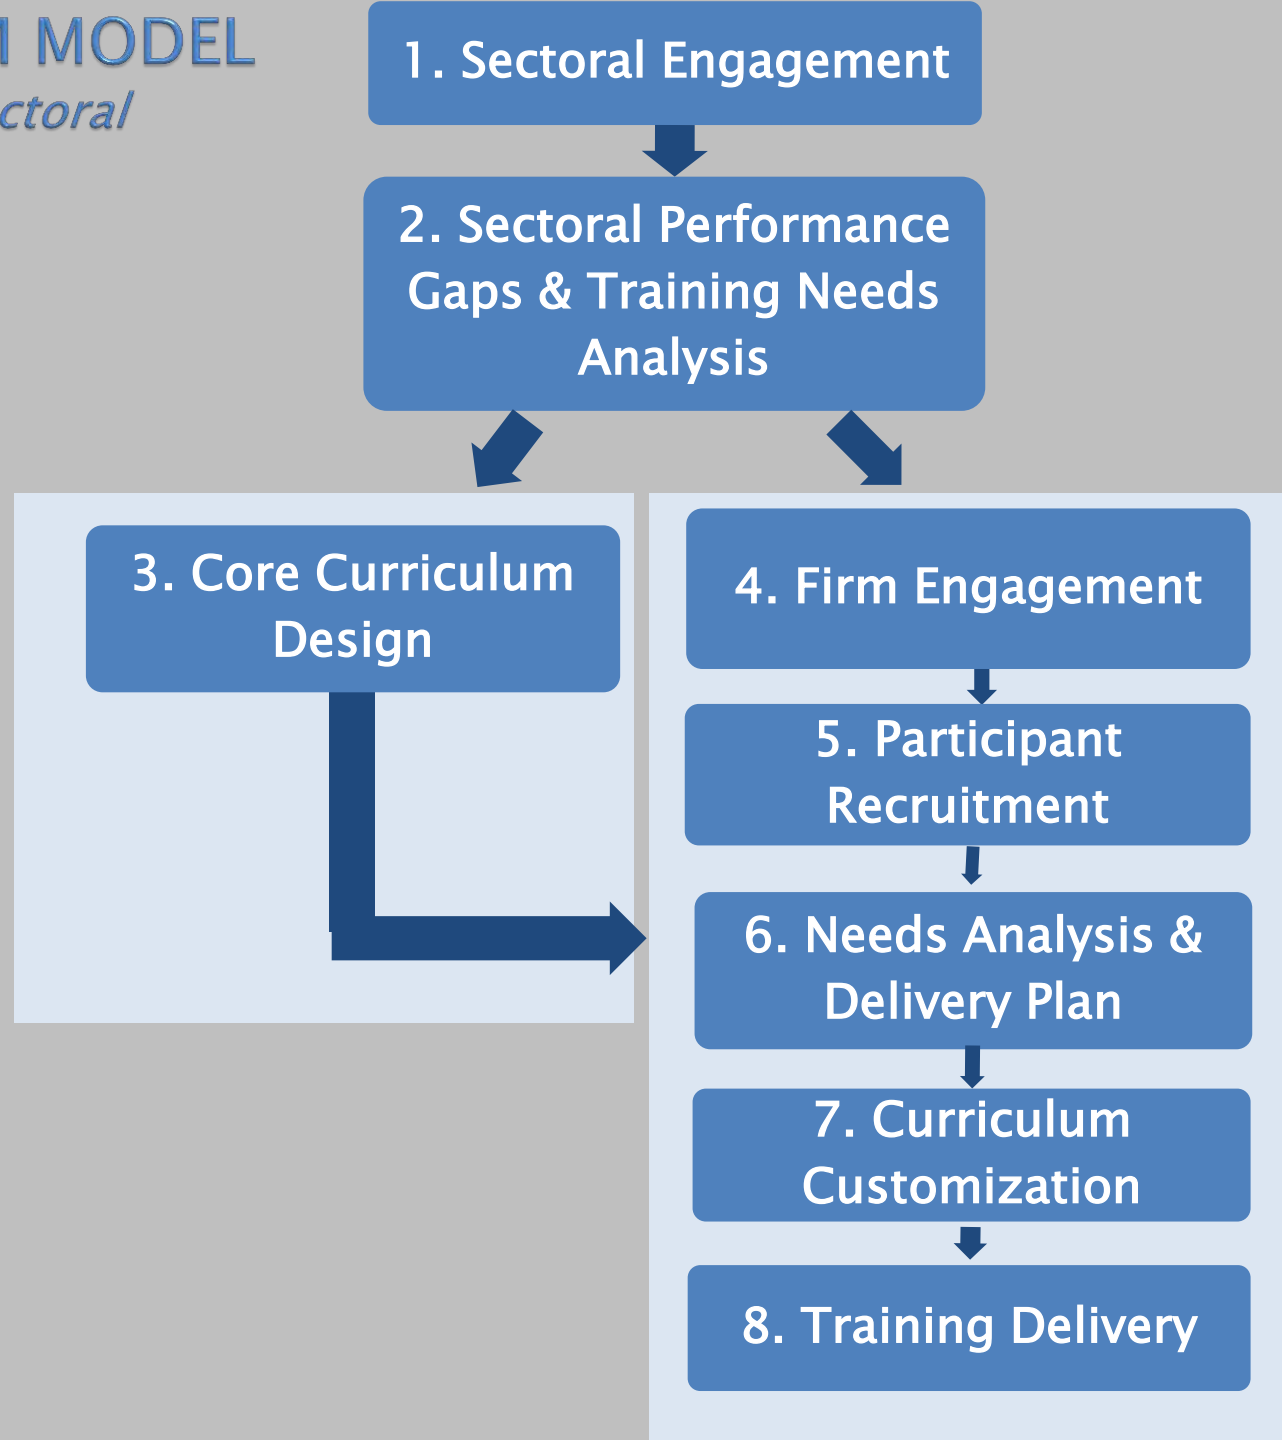 MODEL
1. Sectoral Engagement
2. Sectoral Performance
Gaps & Training Needs
Analysis
3. Core Curriculum
Design
4. Firm Engagement
5. Participant
Recruitment
6. Needs Analysis &
Delivery Plan
7. Curriculum
Customization
8. Training Delivery